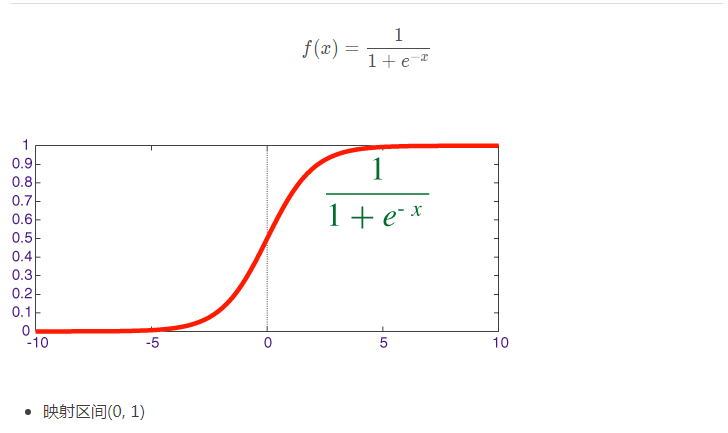 f(x) = 1 / (1 + e^{-x})
1
0.9
0.8
0.7
0.6
0.5
0.4
0.3
0.2
0.1
0
-10 -5 0 5 10
1 / (1 + e^{- x})
• 映射区间(0, 1)